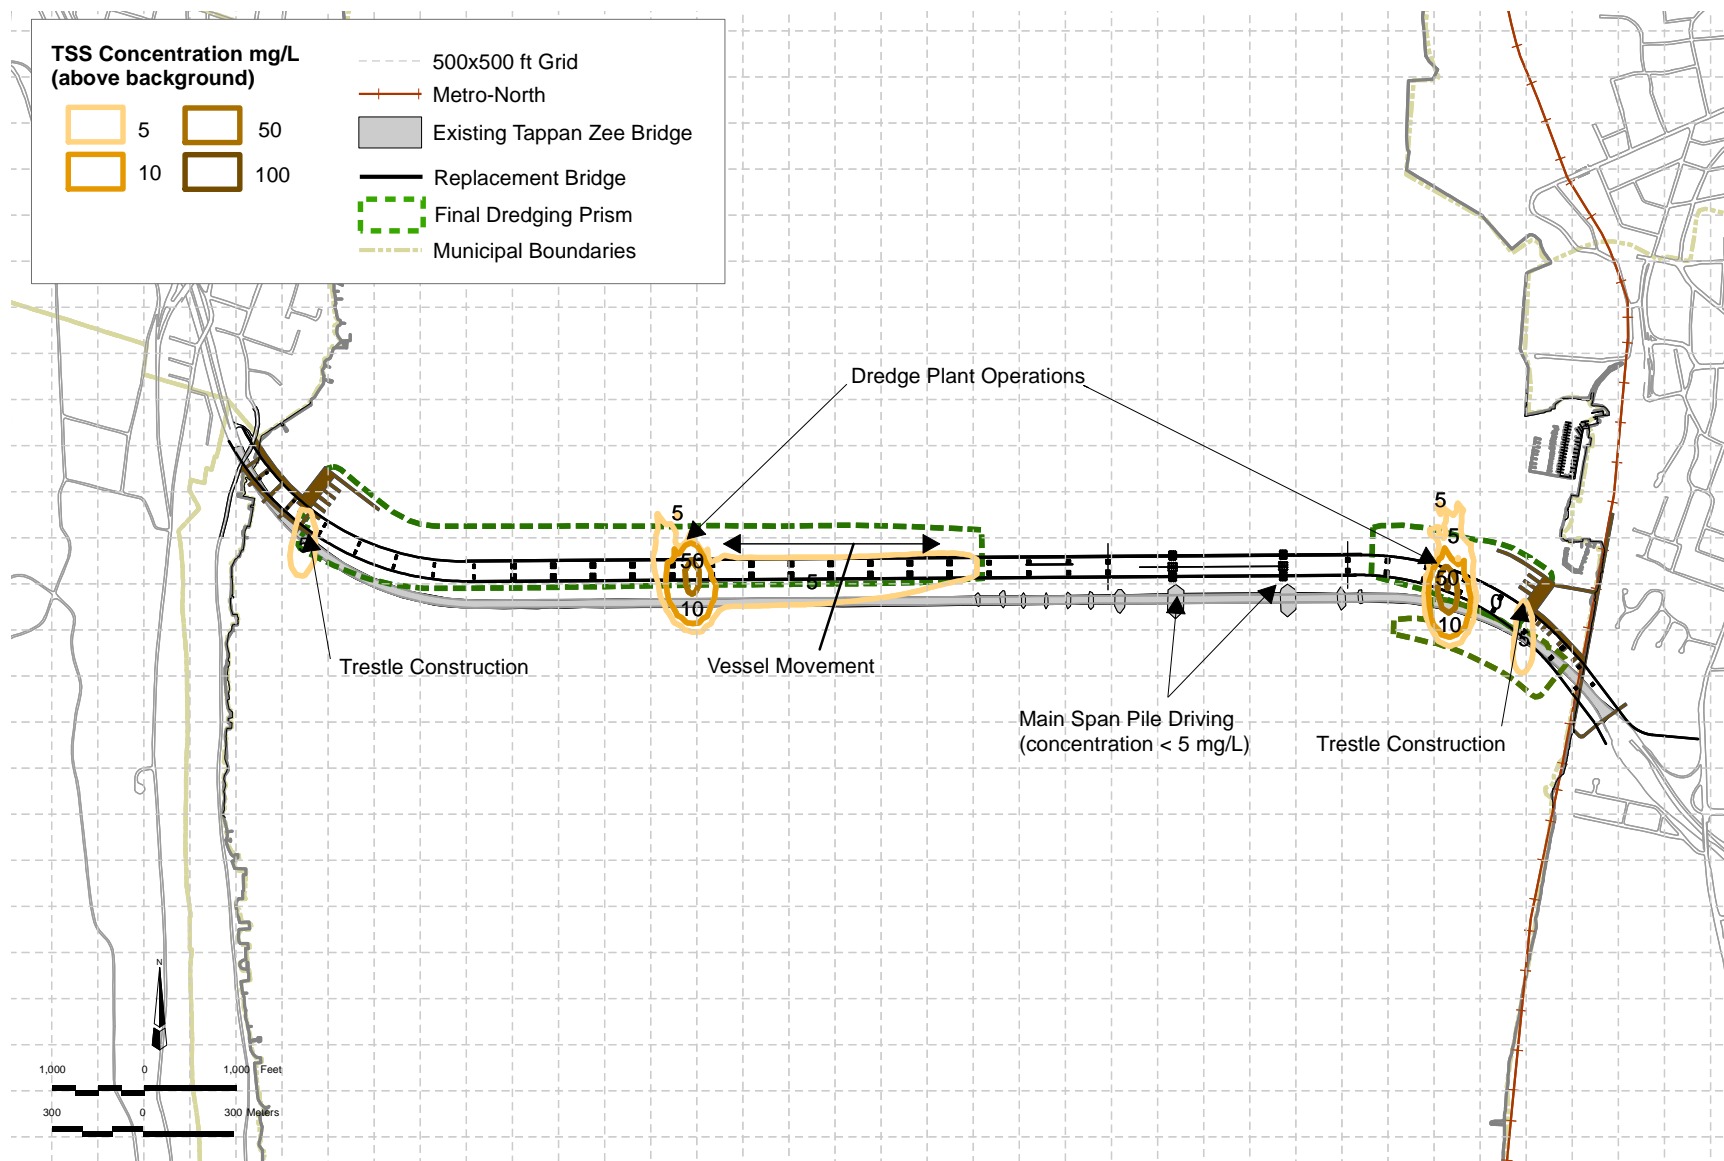 TSS Concentration mg/L
(above background)
5
50
10
100
500x500 ft Grid
Metro-North
Existing Tappan Zee Bridge
Replacement Bridge
Final Dredging Prism
Municipal Boundaries
Dredge Plant Operations
5
50
10
5
5
5
50
10
5
Trestle Construction
Vessel Movement
Main Span Pile Driving
(concentration < 5 mg/L)
Trestle Construction
N
1,000 0 1,000 Feet
300 0 300 Meters